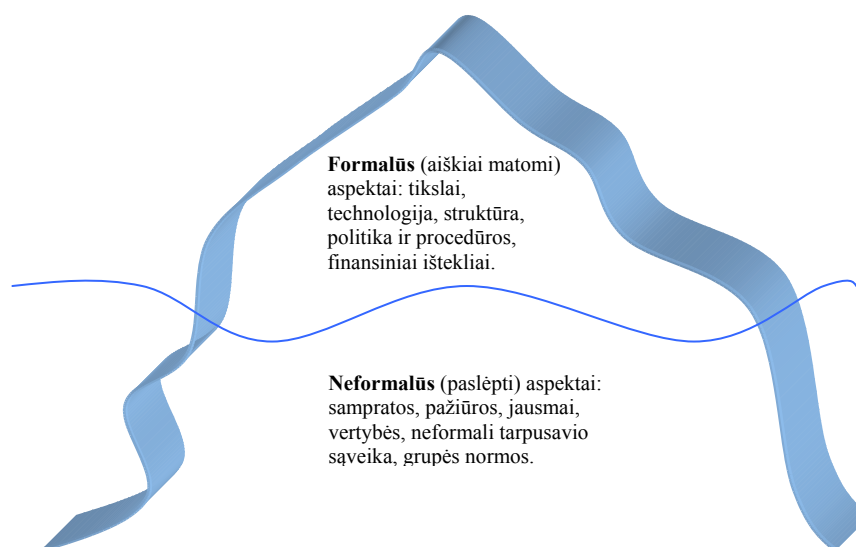 Formalūs (aiškiai matomi)
aspektai: tikslai,
technologija, struktūra,
politika ir procedūros,
finansiniai ištekliai.
Neformalūs (paslėpti) aspektai:
sampratos, pažiūros, jausmai,
vertybės, neformali tarpusavio
sąveika, grupės normos.